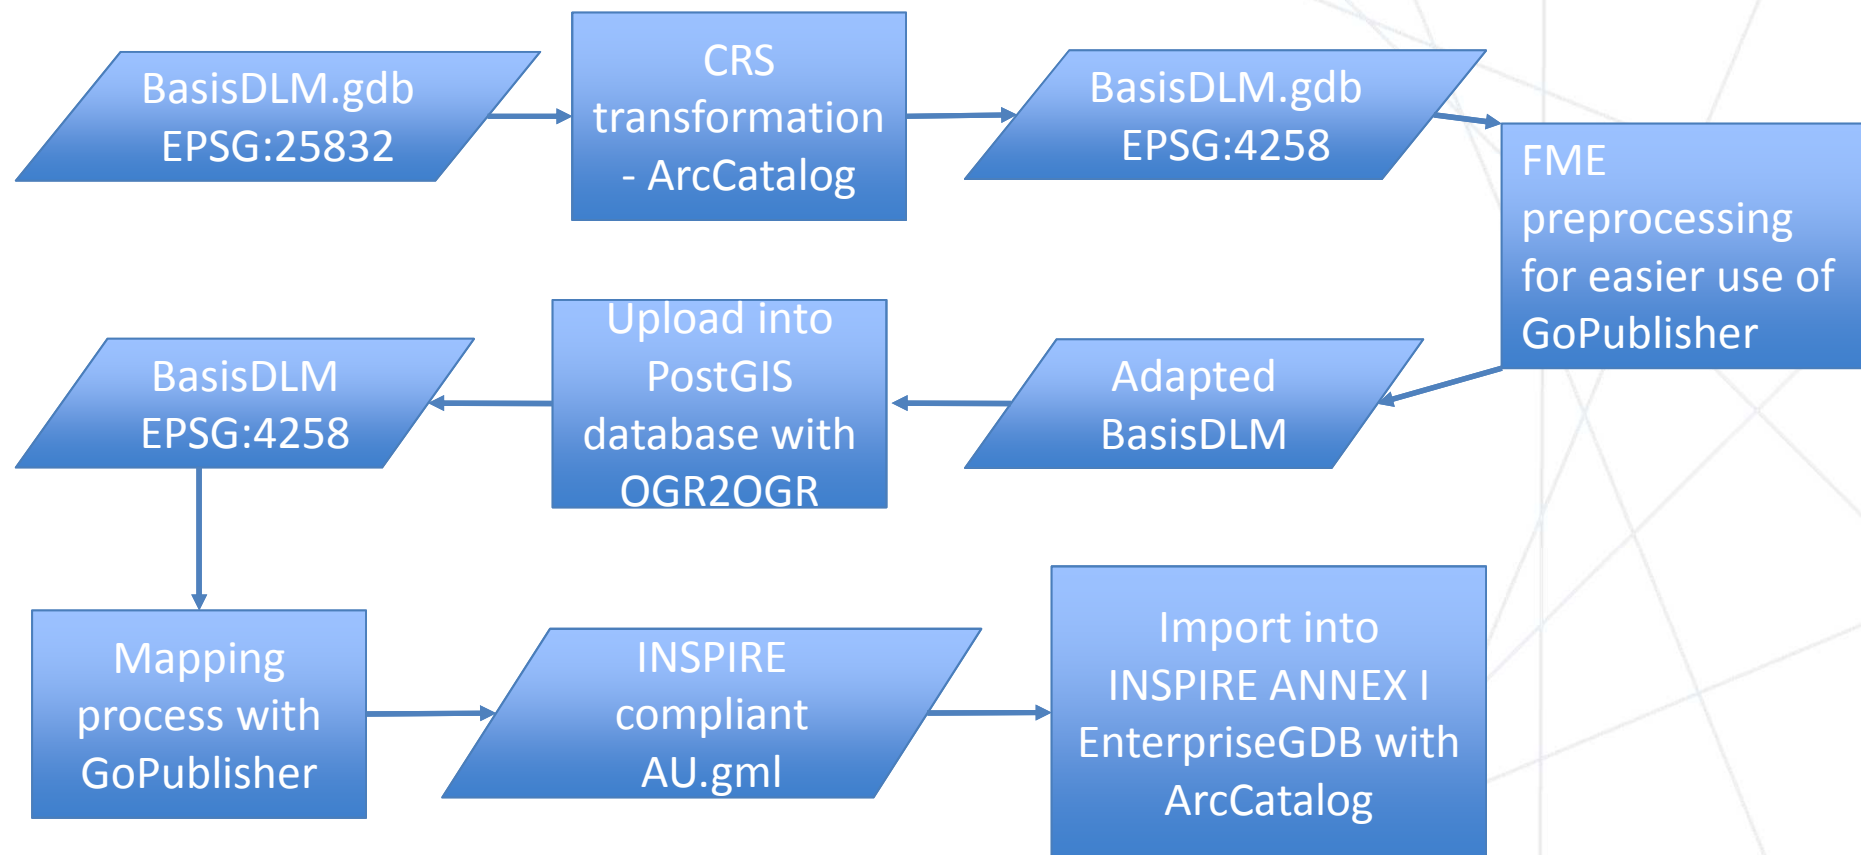 BasisDLM.gdb
EPSG:25832
CRS
transformation
- ArcCatalog
BasisDLM.gdb
EPSG:4258
FME
preprocessing
for easier use of
GoPublisher
Adapted
BasisDLM
Upload into
PostGIS
database with
OGR2OGR
BasisDLM
EPSG:4258
Mapping
process with
GoPublisher
INSPIRE
compliant
AU.gml
Import into
INSPIRE ANNEX I
EnterpriseGDB with
ArcCatalog